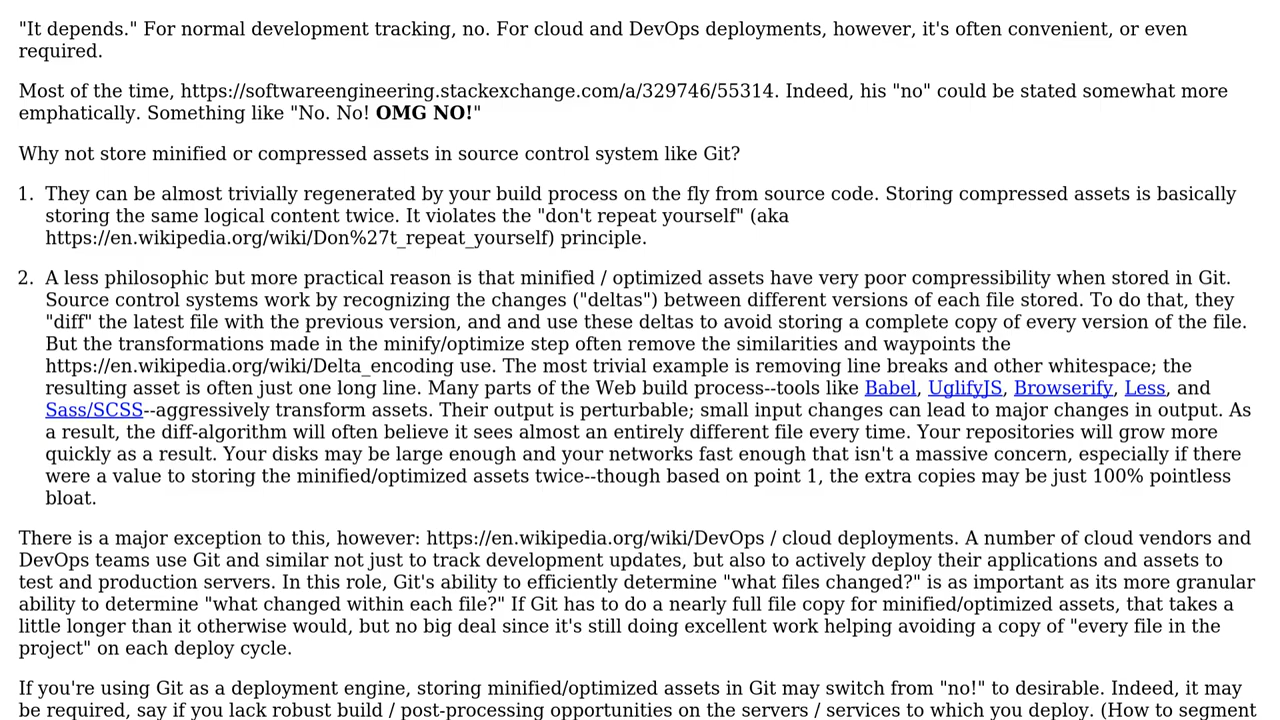 "It depends." For normal development tracking, no. For cloud and DevOps deployments, however, it's often convenient, or even
required.
Most of the time, https://softwareengineering.stackexchange.com/a/329746/55314. Indeed, his "no" could be stated somewhat more
emphatically. Something like "No. No! OMG NO!"
Why not store minified or compressed assets in source control system like Git?
1. They can be almost trivially regenerated by your build process on the fly from source code. Storing compressed assets is basically
storing the same logical content twice. It violates the "don't repeat yourself" (aka
https://en.wikipedia.org/wiki/Don%27t_repeat_yourself) principle.
2. A less philosophic but more practical reason is that minified / optimized assets have very poor compressibility when stored in Git.
Source control systems work by recognizing the changes ("deltas") between different versions of each file stored. To do that, they
"diff" the latest file with the previous version, and and use these deltas to avoid storing a complete copy of every version of the file.
But the transformations made in the minify/optimize step often remove the similarities and waypoints the
https://en.wikipedia.org/wiki/Delta_encoding use. The most trivial example is removing line breaks and other whitespace; the
resulting asset is often just one long line. Many parts of the Web build process--tools like Babel, UglifyJS, Browserify, Less, and
Sass/SCSS--aggressively transform assets. Their output is perturbable; small input changes can lead to major changes in output. As
a result, the diff-algorithm will often believe it sees almost an entirely different file every time. Your repositories will grow more
quickly as a result. Your disks may be large enough and your networks fast enough that isn't a massive concern, especially if there
were a value to storing the minified/optimized assets twice--though based on point 1, the extra copies may be just 100% pointless
bloat.
There is a major exception to this, however: https://en.wikipedia.org/wiki/DevOps / cloud deployments. A number of cloud vendors and
DevOps teams use Git and similar not just to track development updates, but also to actively deploy their applications and assets to
test and production servers. In this role, Git's ability to efficiently determine "what files changed?" is as important as its more granular
ability to determine "what changed within each file?" If Git has to do a nearly full file copy for minified/optimized assets, that takes a
little longer than it otherwise would, but no big deal since it's still doing excellent work helping avoiding a copy of "every file in the
project" on each deploy cycle.
If you're using Git as a deployment engine, storing minified/optimized assets in Git may switch from "no!" to desirable. Indeed, it may
be required, say if you lack robust build / post-processing opportunities on the servers / services to which you deploy. (How to segment